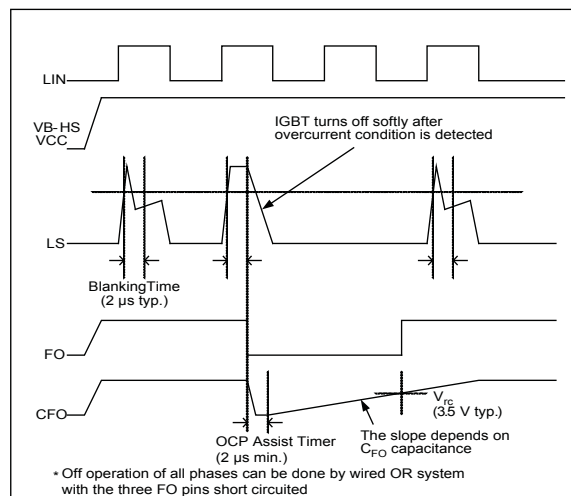 LIN
VB-HS
VCC
IGBT turns off softly after
overcurrent condition is detected
LS
BlankingTime
(2 µs typ.)
FO
CFO
Vrc
(3.5 V typ.)
OCP Assist Timer
(2 µs min.)
The slope depends on
CFO capacitance
* Off operation of all phases can be done by wired OR system
with the three FO pins short circuited